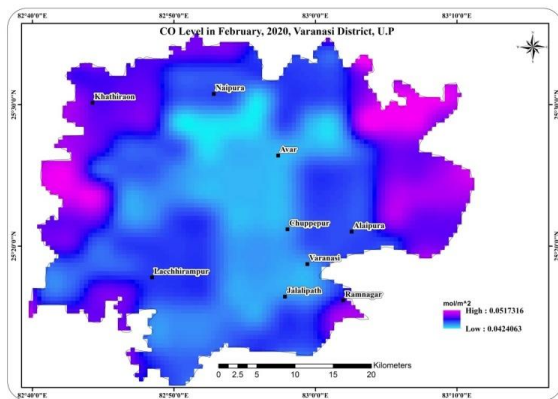 82°40'0"E 82°50'0"E 83°0'0"E 83°10'0"E
CO Level in February, 2020, Varanasi District, U.P
Khathiraon
Naipura
Avar
Chuppepur
Alaipura
Varanasi
Lacchhirampur
Jalalipath
Ramnagar
mol/m^2
High : 0.0517316
Low : 0.0424063
Kilometers
0 2.5 5 10 15 20
82°40'0"E 82°50'0"E 83°0'0"E 83°10'0"E